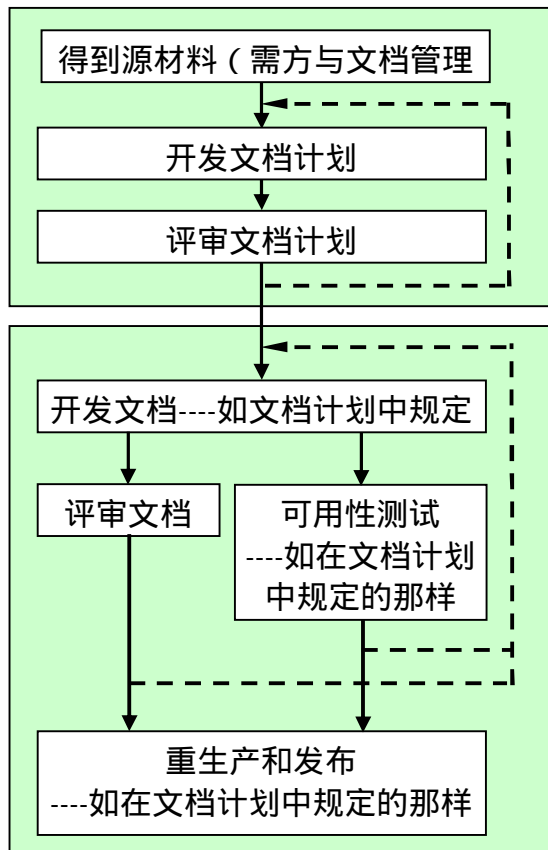 得到源材料（需方与文档管理
开发文档计划
评审文档计划
开发文档----如文档计划中规定
评审文档
可用性测试
----如在文档计划
中规定的那样
重生产和发布
----如在文档计划中规定的那样